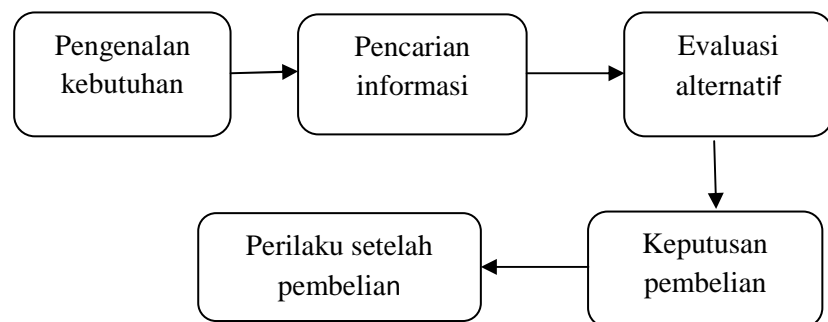 Pengenalan
kebutuhan
Pencarian
informasi
Evaluasi
alternatif
Keputusan
pembelian
Perilaku setelah
pembelian